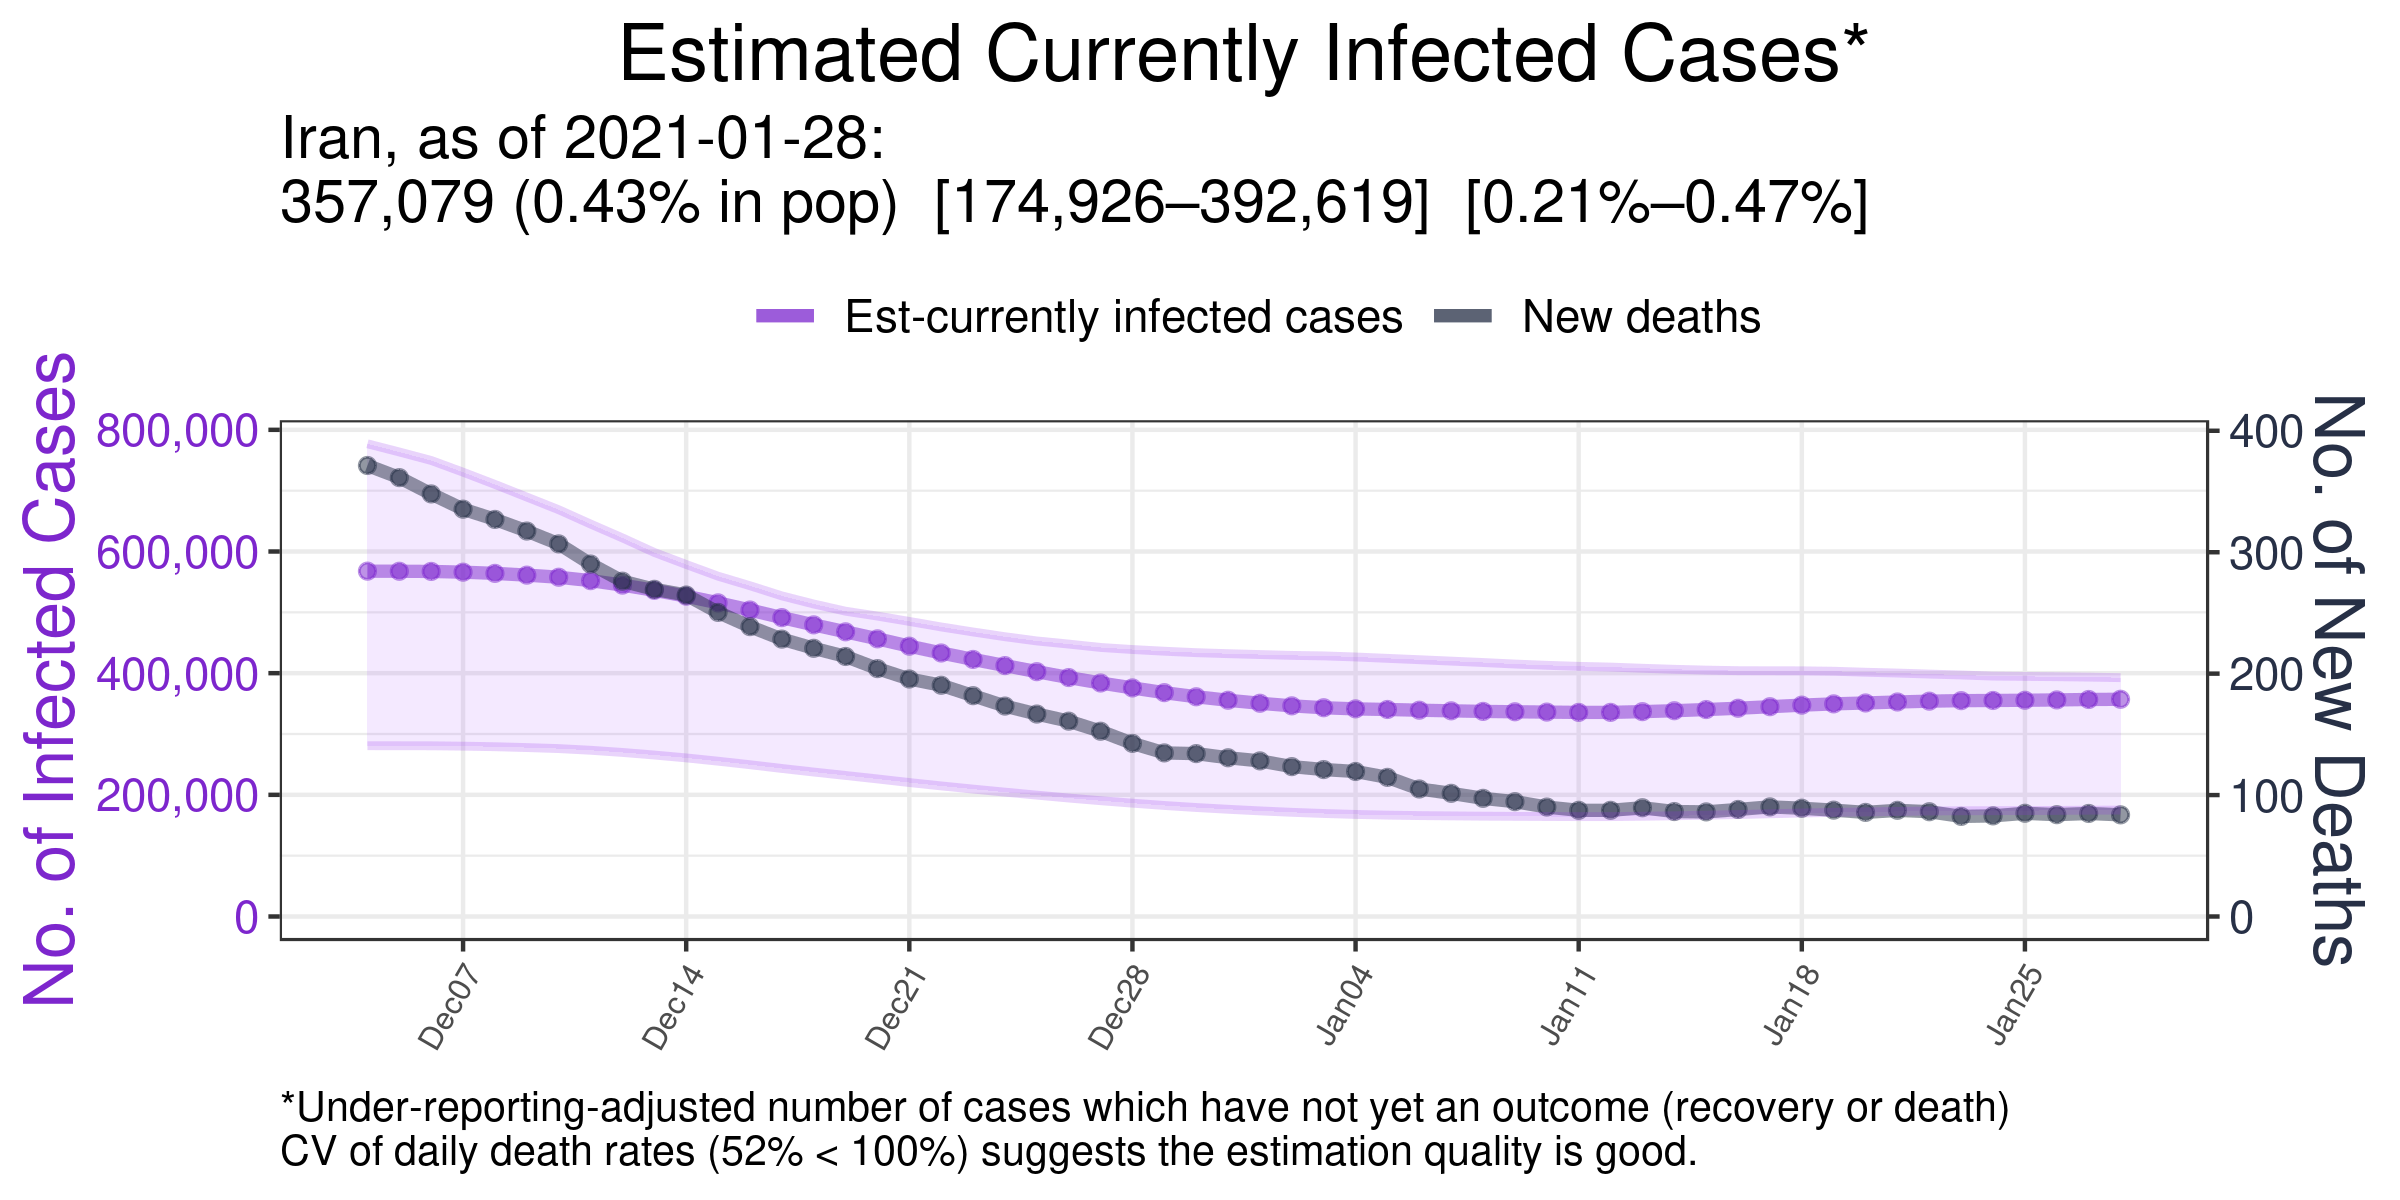 Estimated Currently Infected Cases*
Iran, as of 2021-01-28:
357,079 (0.43% in pop) [174,926–392,619] [0.21%–0.47%]
Est-currently infected cases
New deaths
No. of Infected Cases
800,000
600,000
400,000
200,000
0
400
300
200
100
0
No. of New Deaths
Dec07
Dec14
Dec21
Dec28
Jan04
Jan11
Jan18
Jan25
*Under-reporting-adjusted number of cases which have not yet an outcome (recovery or death)
CV of daily death rates (52% < 100%) suggests the estimation quality is good.